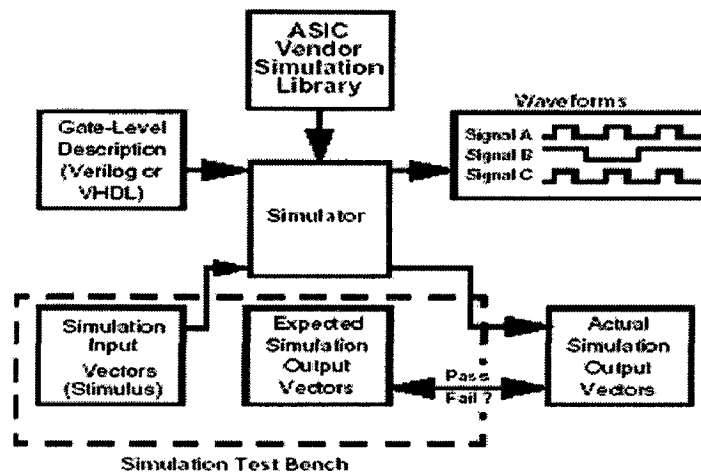 ASIC
Vendor
Simulation
Library
Gate-Level
Description
(Verilog or
VHDL)
Simulator
Waveforms
Signal A
Signal B
Signal C
Simulation
Input
Vectors
(Stimulus)
Expected
Simulation
Output
Vectors
Pass
Fail ?
Actual
Simulation
Output
Vectors
Simulation Test Bench